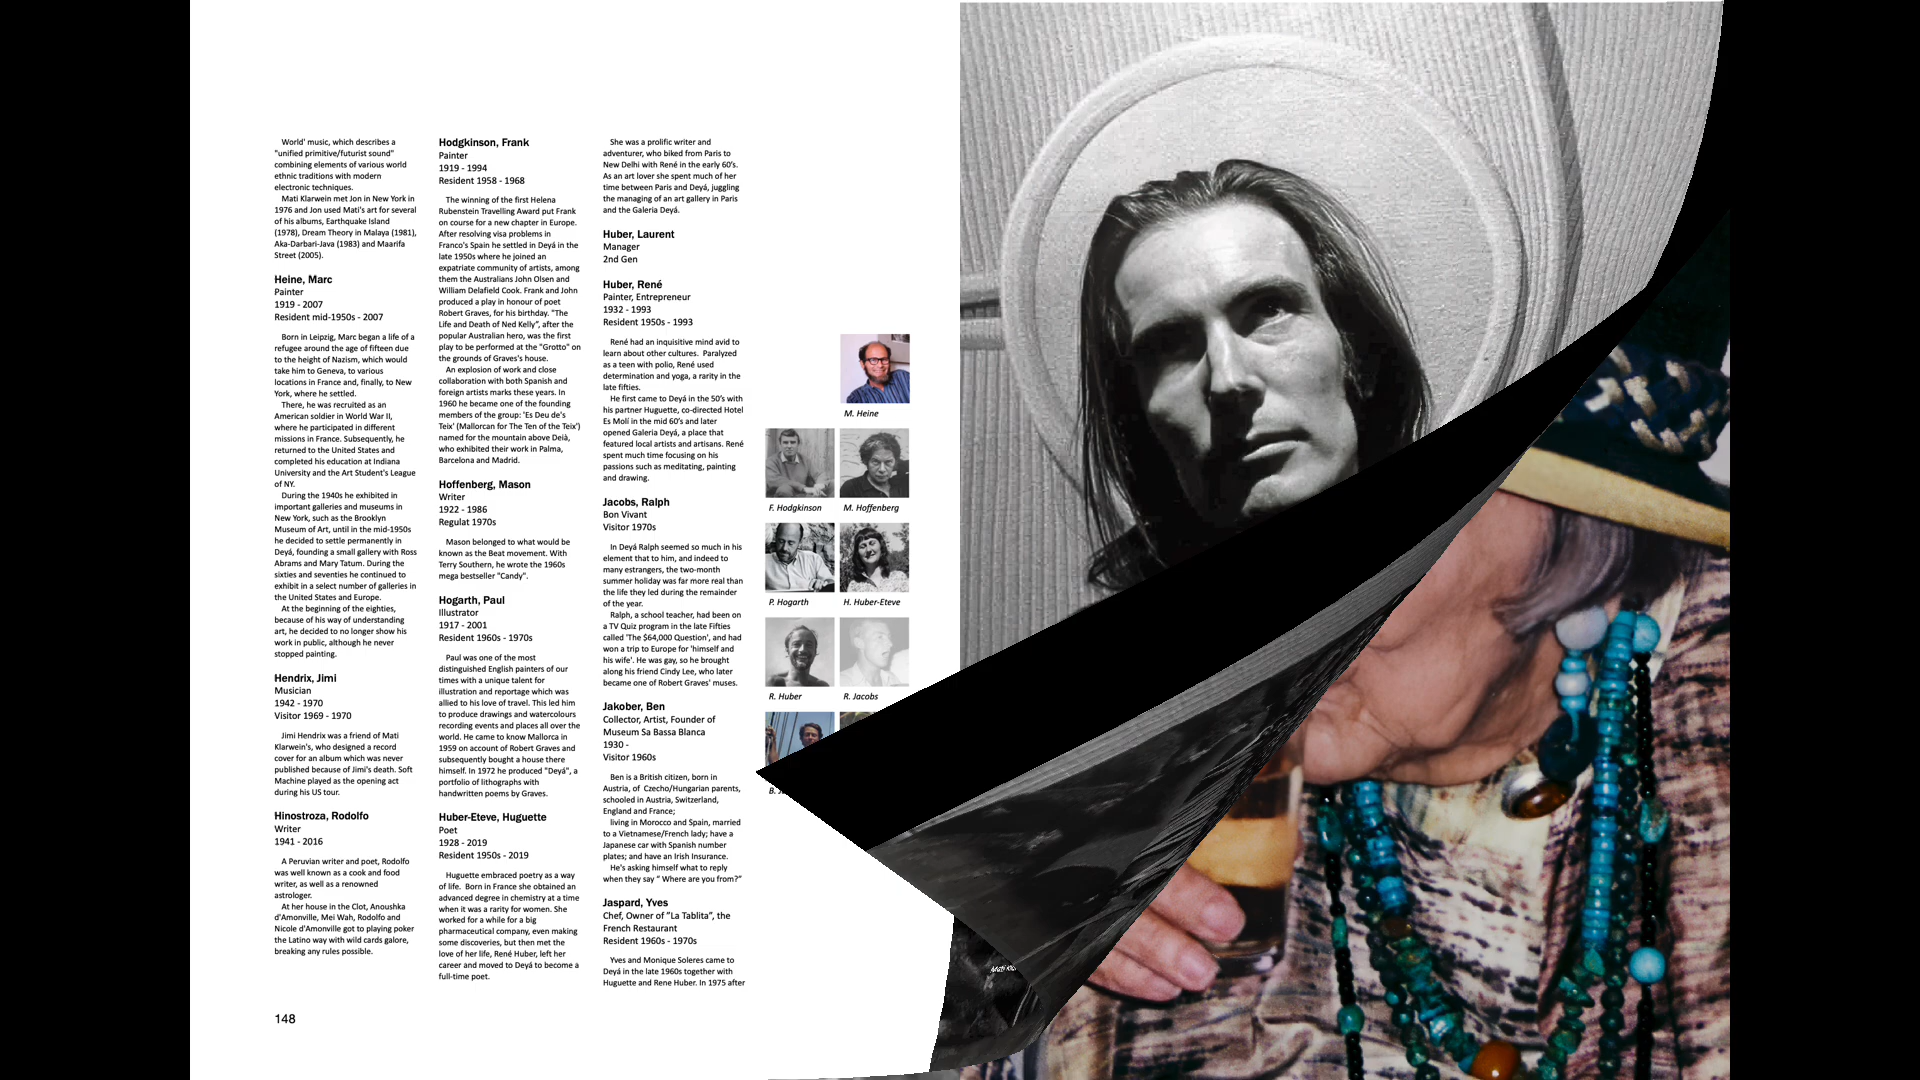 World' music, which describes a
"unified primitive/futurist sound"
combining elements of various world
ethnic traditions with modern
electronic techniques.
Mati Klarwein met Jon in New York in
1976 and Jon used Mati's art for several
of his albums, Earthquake Island
(1978), Dream Theory in Malaya (1981),
Aka-Darbari-Java (1983) and Maarifa
Street (2005).
Heine, Marc
Painter
1919 - 2007
Resident mid-1950s - 2007
Born in Leipzig, Marc began a life of a
refugee around the age of fifteen due
to the height of Nazism, which would
take him to Geneva, to various
locations in France and, finally, to New
York, where he settled.
There, he was recruited as an
American soldier in World War II,
where he participated in different
missions in France. Subsequently, he
returned to the United States and
completed his education at Indiana
University and the Art Student's League
of NY.
During the 1940s he exhibited in
important galleries and museums in
New York, such as the Brooklyn
Museum of Art, until in the mid-1950s
he decided to settle permanently in
Deyá, founding a small gallery with Ross
Abrams and Mary Tatum. During the
sixties and seventies he continued to
exhibit in a select number of galleries in
the United States and Europe.
At the beginning of the eighties,
because of his way of understanding
art, he decided to no longer show his
work in public, although he never
stopped painting.
Hendrix, Jimi
Musician
1942 - 1970
Visitor 1969 - 1970
Jimi Hendrix was a friend of Mati
Klarwein's, who designed a record
cover for an album which was never
published because of Jimi's death. Soft
Machine played as the opening act
during his US tour.
Hinostroza, Rodolfo
Writer
1941 - 2016
A Peruvian writer and poet, Rodolfo
was well known as a cook and food
writer, as well as a renowned
astrologer.
At her house in the Clot, Anoushka
d'Amonville, Mei Wah, Rodolfo and
Nicole d'Amonville got to playing poker
the Latino way with wild cards galore,
breaking any rules possible.
148
Hodgkinson, Frank
Painter
1919 - 1994
Resident 1958 - 1968
The winning of the first Helena
Rubenstein Travelling Award put Frank
on course for a new chapter in Europe.
After resolving visa problems in
Franco's Spain he settled in Deyá in the
late 1950s where he joined an
expatriate community of artists, among
them the Australians John Olsen and
William Delafield Cook. Frank and John
produced a play in honour of poet
Robert Graves, for his birthday. "The
Life and Death of Ned Kelly”, after the
popular Australian hero, was the first
play to be performed at the "Grotto" on
the grounds of Graves's house.
An explosion of work and close
collaboration with both Spanish and
foreign artists marks these years. In
1960 he became one of the founding
members of the group: 'Es Deu de's
Teix' (Mallorcan for The Ten of the Teix')
named for the mountain above Deià,
who exhibited their work in Palma,
Barcelona and Madrid.
Hoffenberg, Mason
Writer
1922 - 1986
Regulat 1970s
Mason belonged to what would be
known as the Beat movement. With
Terry Southern, he wrote the 1960s
mega bestseller "Candy".
Hogarth, Paul
Illustrator
1917 - 2001
Resident 1960s - 1970s
Paul was one of the most
distinguished English painters of our
times with a unique talent for
illustration and reportage which was
allied to his love of travel. This led him
to produce drawings and watercolours
recording events and places all over the
world. He came to know Mallorca in
1959 on account of Robert Graves and
subsequently bought a house there
himself. In 1972 he produced "Deyá", a
portfolio of lithographs with
handwritten poems by Graves.
Huber-Eteve, Huguette
Poet
1928 - 2019
Resident 1950s - 2019
Huguette embraced poetry as a way
of life. Born in France she obtained an
advanced degree in chemistry at a time
when it was a rarity for women. She
worked for a while for a big
pharmaceutical company, even making
some discoveries, but then met the
love of her life, René Huber, left her
career and moved to Deyá to become a
full-time poet.
She was a prolific writer and
adventurer, who biked from Paris to
New Delhi with René in the early 60's.
As an art lover she spent much of her
time between Paris and Deyá, juggling
the managing of an art gallery in Paris
and the Galeria Deyá.
Huber, Laurent
Manager
2nd Gen
Huber, René
Painter, Entrepreneur
1932 - 1993
Resident 1950s - 1993
René had an inquisitive mind avid to
learn about other cultures. Paralyzed
as a teen with polio, René used
determination and yoga, a rarity in the
late fifties.
He first came to Deyá in the 50's with
his partner Huguette, co-directed Hotel
Es Molí in the mid 60's and later
opened Galeria Deyá, a place that
featured local artists and artisans. René
spent much time focusing on his
passions such as meditating, painting
and drawing.
Jacobs, Ralph
Bon Vivant
Visitor 1970s
In Deyá Ralph seemed so much in his
element that to him, and indeed to
many estrangers, the two-month
summer holiday was far more real than
the life they led during the remainder
of the year.
Ralph, a school teacher, had been on
a TV Quiz program in the late Fifties
called 'The $64,000 Question', and had
won a trip to Europe for 'himself and
his wife'. He was gay, so he brought
along his friend Cindy Lee, who later
became one of Robert Graves' muses.
Jakober, Ben
Collector, Artist, Founder of
Museum Sa Bassa Blanca
1930 -
Visitor 1960s
Ben is a British citizen, born in
Austria, of Czecho/Hungarian parents,
schooled in Austria, Switzerland,
England and France;
living in Morocco and Spain, married
to a Vietnamese/French lady; have a
Japanese car with Spanish number
plates; and have an Irish Insurance.
He's asking himself what to reply
when they say “ Where are you from?”
Jaspard, Yves
Chef, Owner of ”La Tablita”, the
French Restaurant
Resident 1960s - 1970s
Yves and Monique Soleres came to
Deyá in the late 1960s together with
Huguette and Rene Huber. In 1975 after
M. Heine
F. Hodgkinson
M. Hoffenberg
P. Hogarth
H. Huber-Eteve
R. Huber
R. Jacobs
B.
Mati